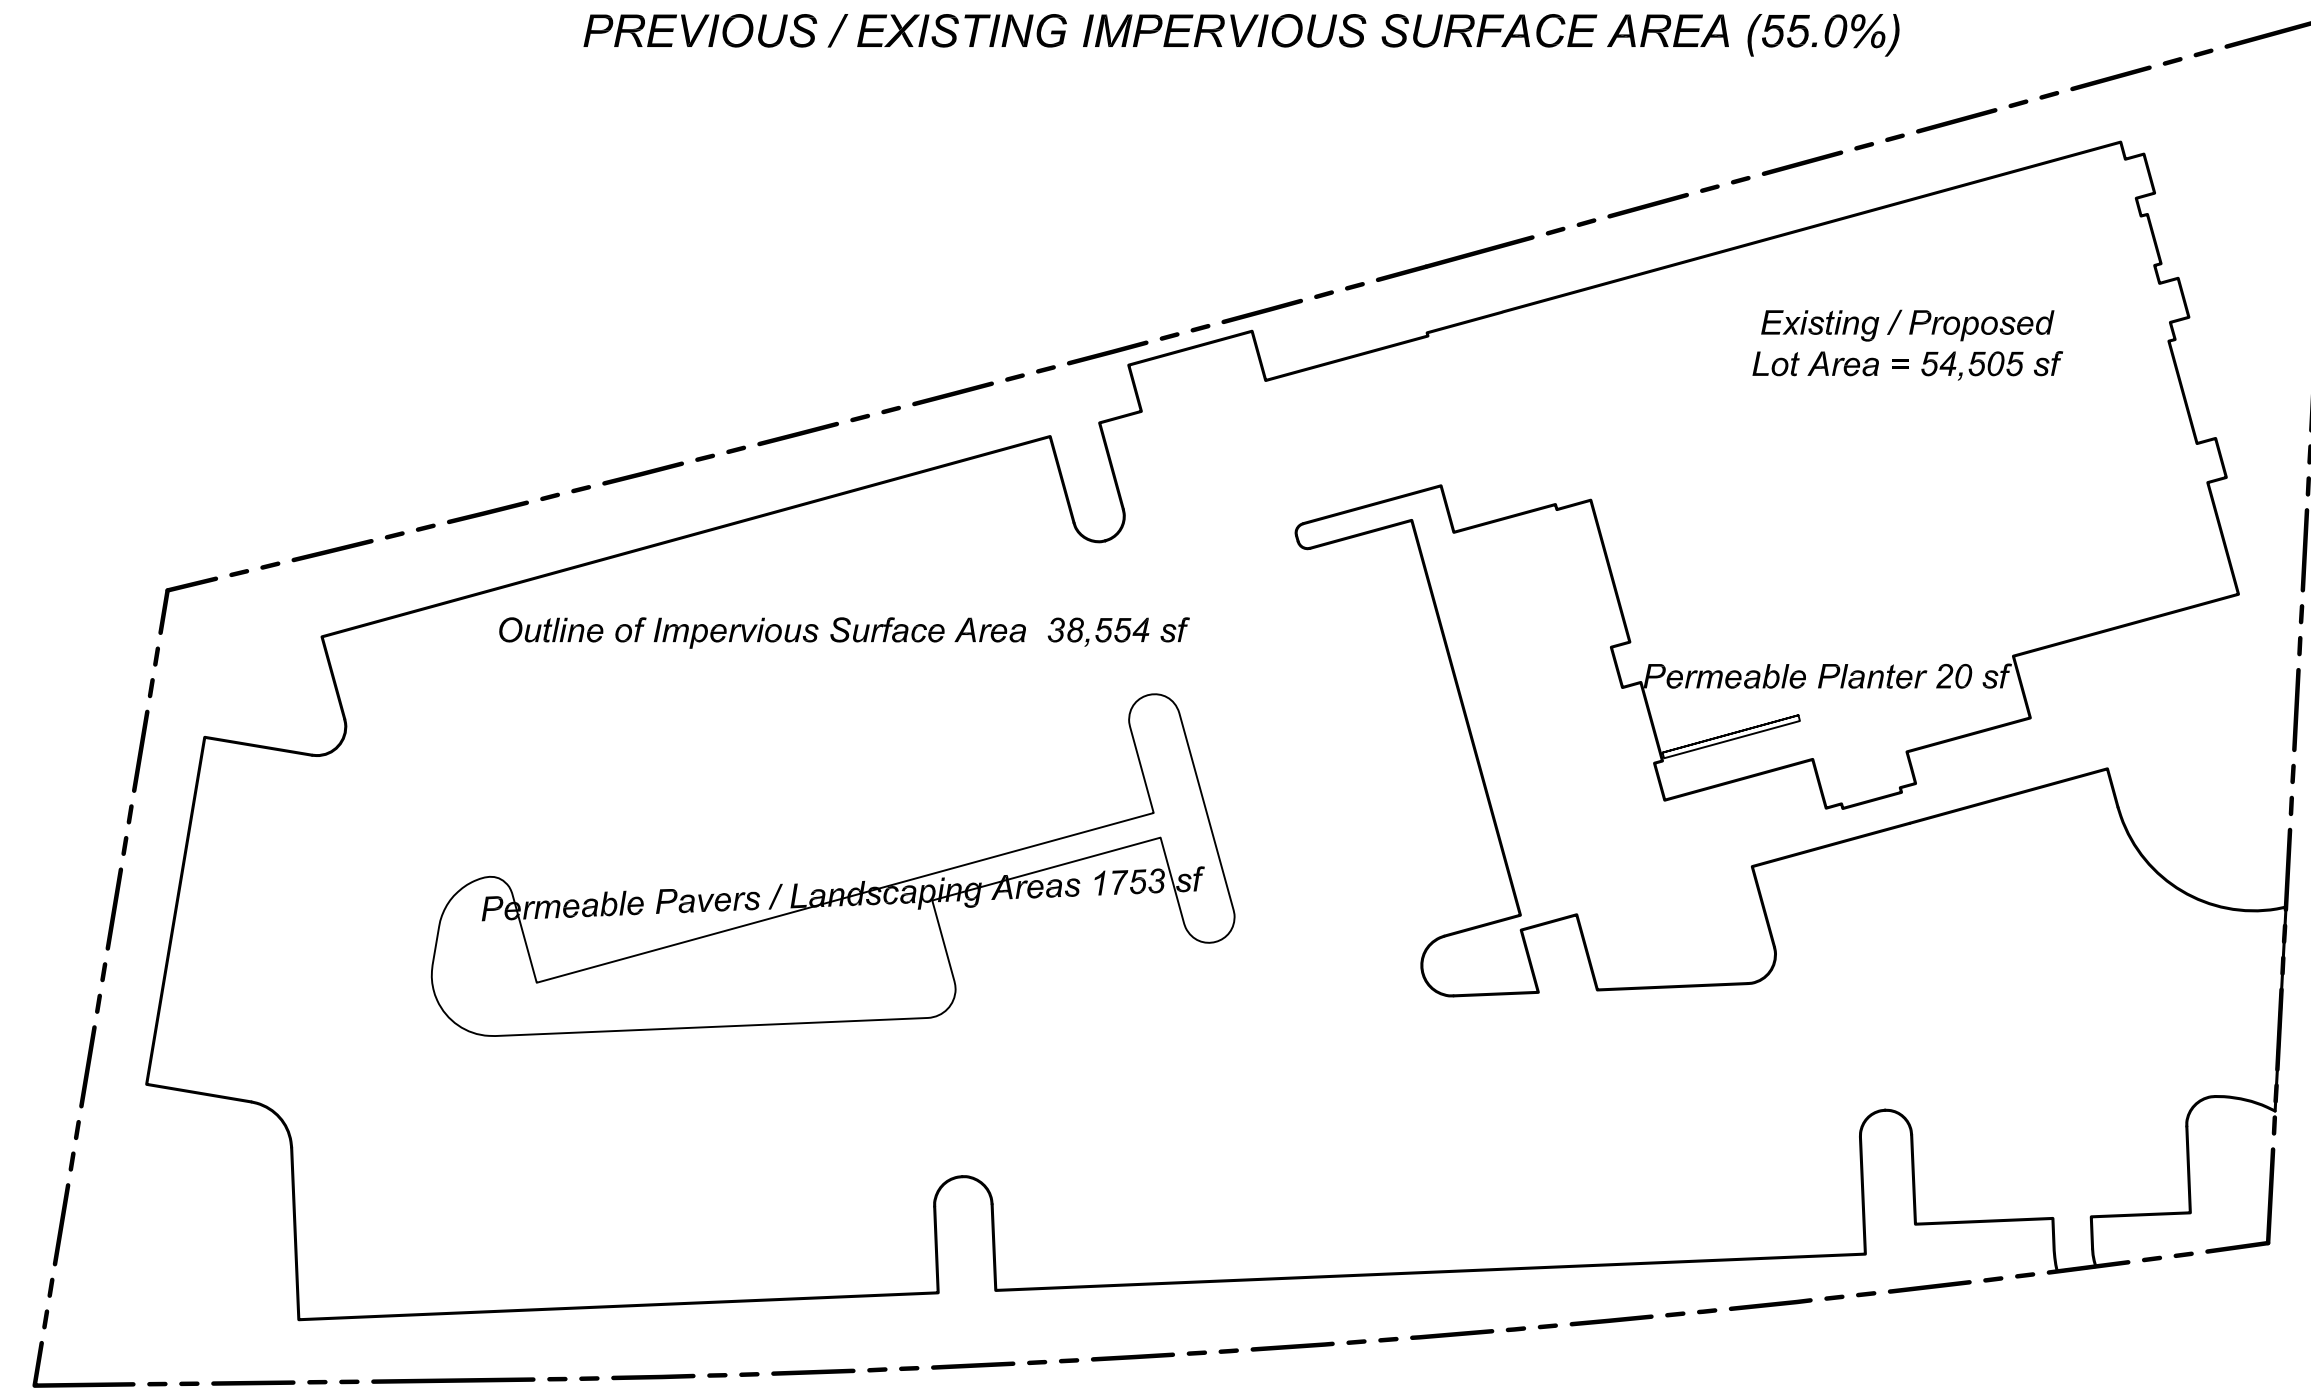 PREVIOUS / EXISTING IMPERVIOUS SURFACE AREA (55.0%)
Existing / Proposed
Lot Area = 54,505 sf
Outline of Impervious Surface Area  38,554 sf
Permeable Planter 20 sf
Permeable Pavers / Landscaping Areas 1753 sf